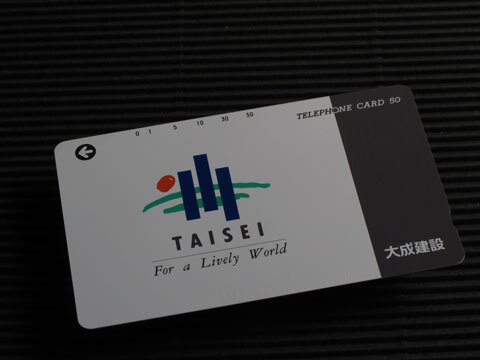 TELEPHONE CARD 50
0 1 5 10 30 50
TAISEI
For a Lively World
大成建設